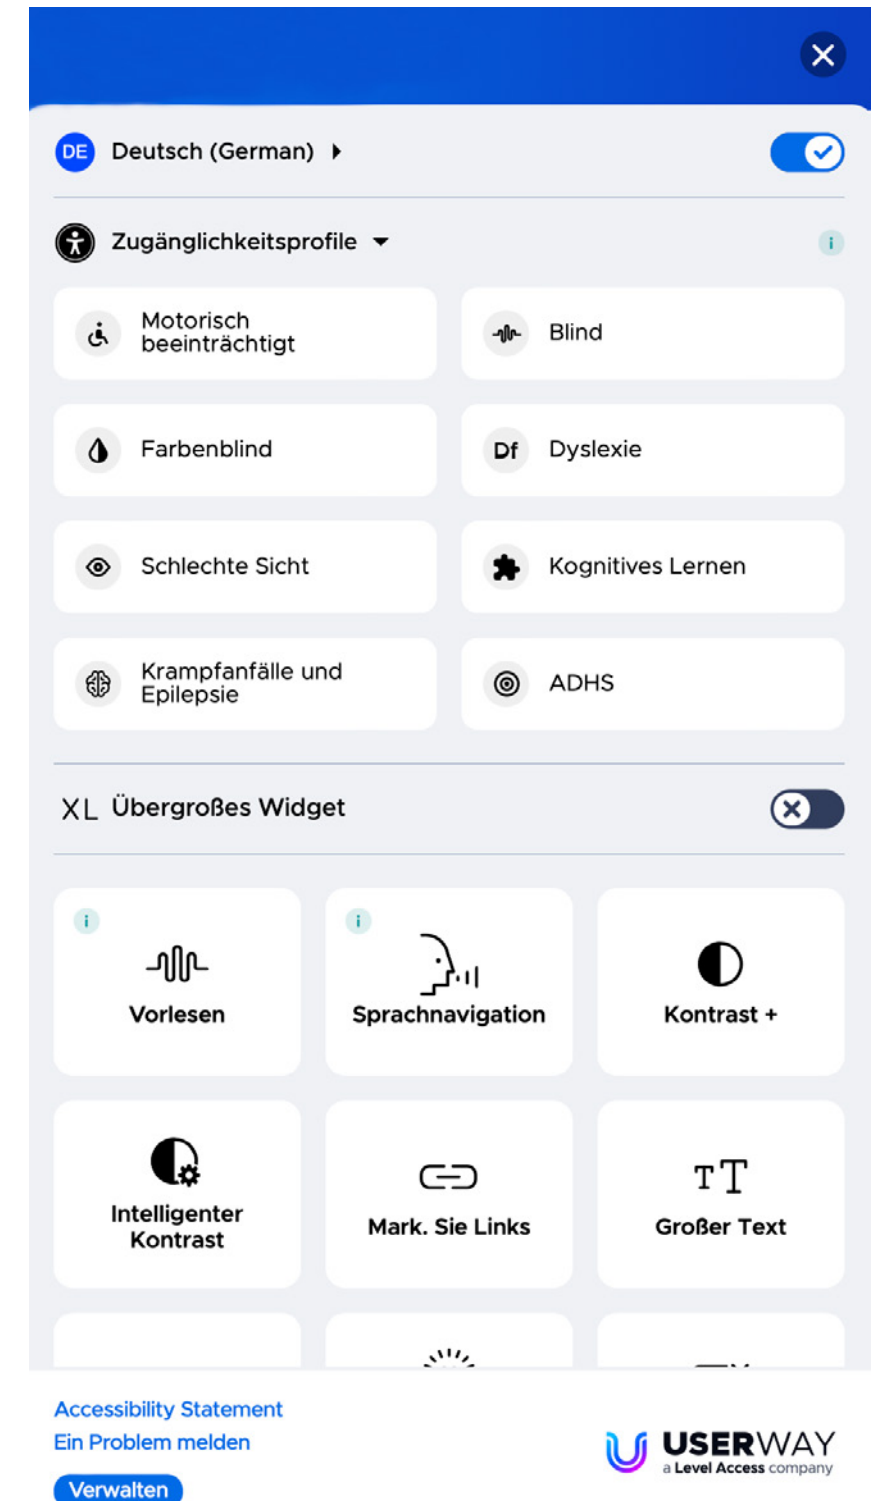 DE Deutsch (German)
Zugänglichkeitsprofile
i
Motorisch
beeinträchtigt
Blind
Farbenblind
Df Dyslexie
Schlechte Sicht
Kognitives Lernen
Krampfanfälle und
Epilepsie
ADHS
XL Übergroßes Widget
i
Vorlesen
i
Sprachnavigation
Kontrast +
Intelligenter
Kontrast
Mark. Sie Links
TT
Großer Text
Accessibility Statement
Ein Problem melden
Verwalten
USERWAY
a Level Access company